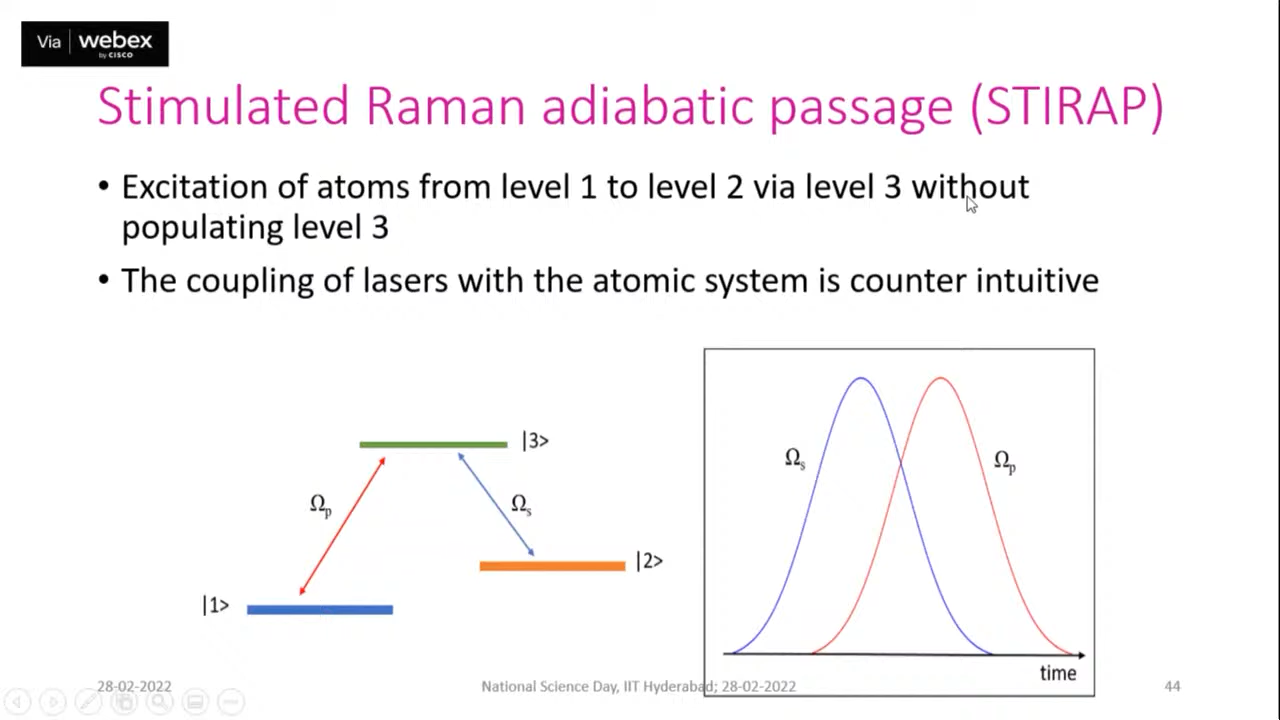 Via webex
by CISCO
Stimulated Raman adiabatic passage (STIRAP)
• Excitation of atoms from level 1 to level 2 via level 3 without
populating level 3
• The coupling of lasers with the atomic system is counter intuitive
|3>
Ωp
Ωs
|2>
|1>
Ωs
Ωp
time
28-02-2022
National Science Day, IIT Hyderabad; 28-02-2022
44